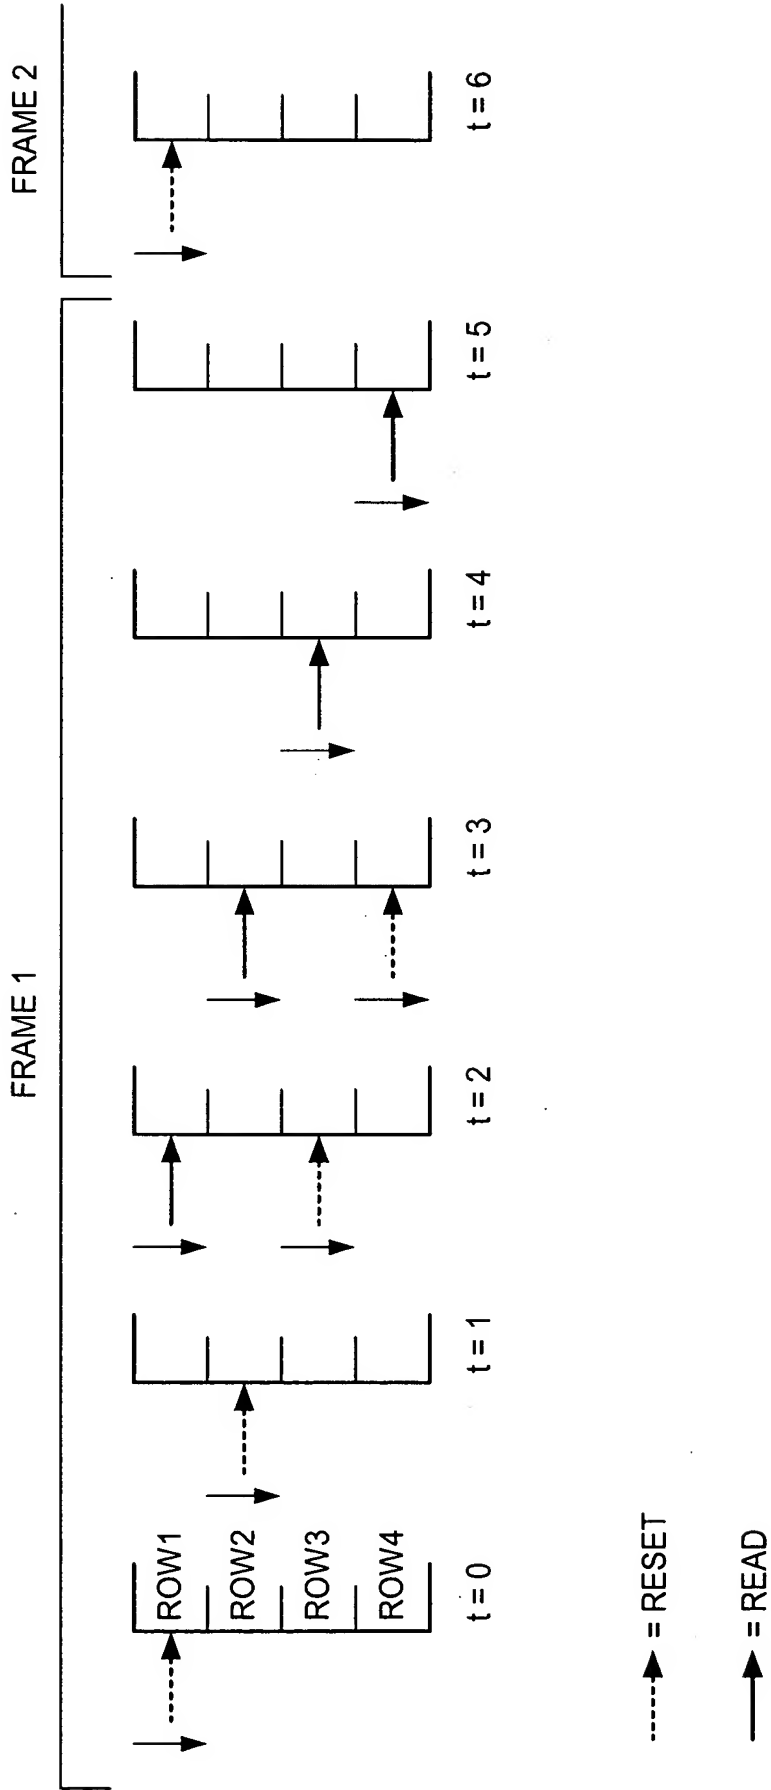 FRAME 1
FRAME 2
ROW1
ROW2
ROW3
ROW4
t = 0
t = 1
t = 2
t = 3
t = 4
t = 5
t = 6
= RESET
= READ